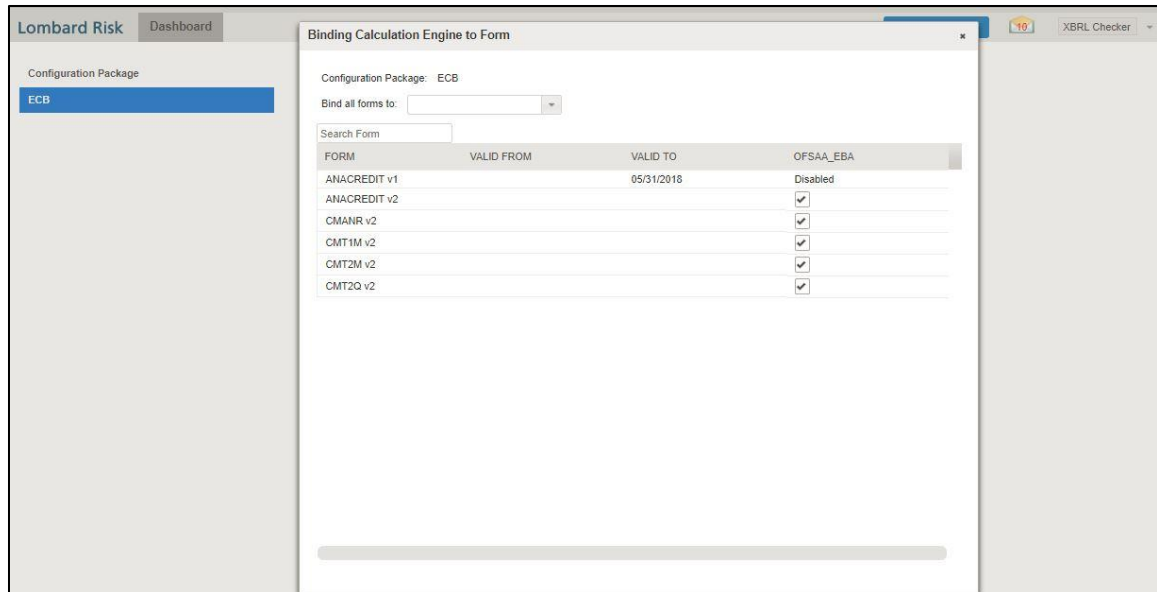 Lombard Risk Dashboard
10 XBRL Checker
Configuration Package
ECB
Binding Calculation Engine to Form
Configuration Package: ECB
Bind all forms to:
Search Form
FORM VALID FROM VALID TO OFSAA_EBA
ANACREDIT v1 05/31/2018 Disabled
ANACREDIT v2
CMANR v2
CMT1M v2
CMT2M v2
CMT2Q v2